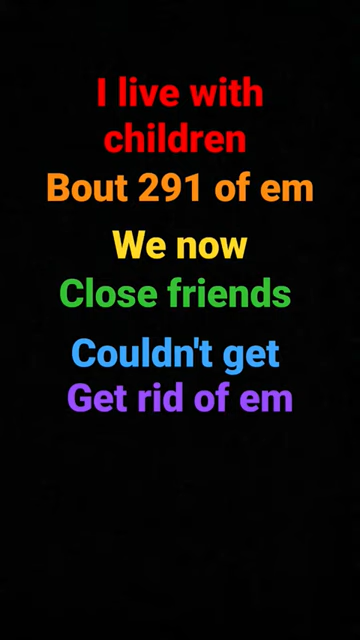 I live with
children
Bout 291 of em
We now
Close friends
Couldn't get
Get rid of em